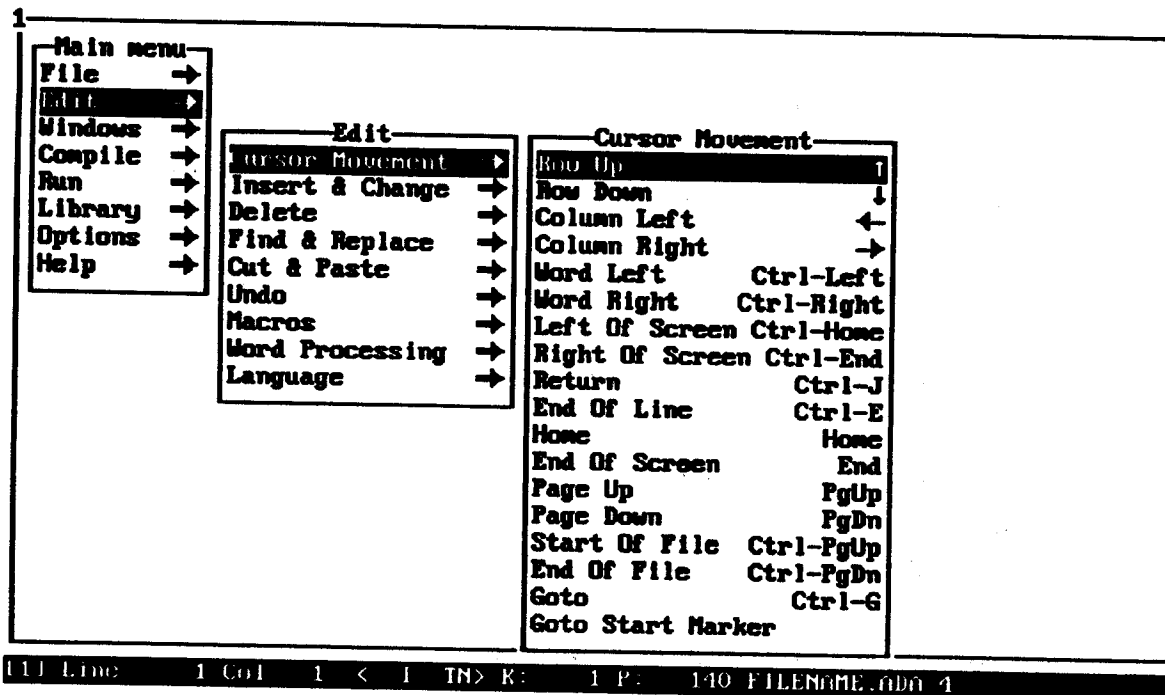 1
Main menu
File →
Edit →
Windows →
Compile →
Run →
Library →
Options →
Help →
Edit
Cursor Movement →
Insert & Change →
Delete →
Find & Replace →
Cut & Paste →
Undo →
Macros →
Word Processing →
Language →
Cursor Movement
Row Up ↑
Row Down ↓
Column Left ←
Column Right →
Word Left Ctrl-Left
Word Right Ctrl-Right
Left Of Screen Ctrl-Home
Right Of Screen Ctrl-End
Return Ctrl-J
End Of Line Ctrl-E
Home Home
End Of Screen End
Page Up PgUp
Page Down PgDn
Start Of File Ctrl-PgUp
End Of File Ctrl-PgDn
Goto Ctrl-G
Goto Start Marker
[1] Line 1 Col 1 < I TN> K: 1 P: 140 FILENAME.ADA 4